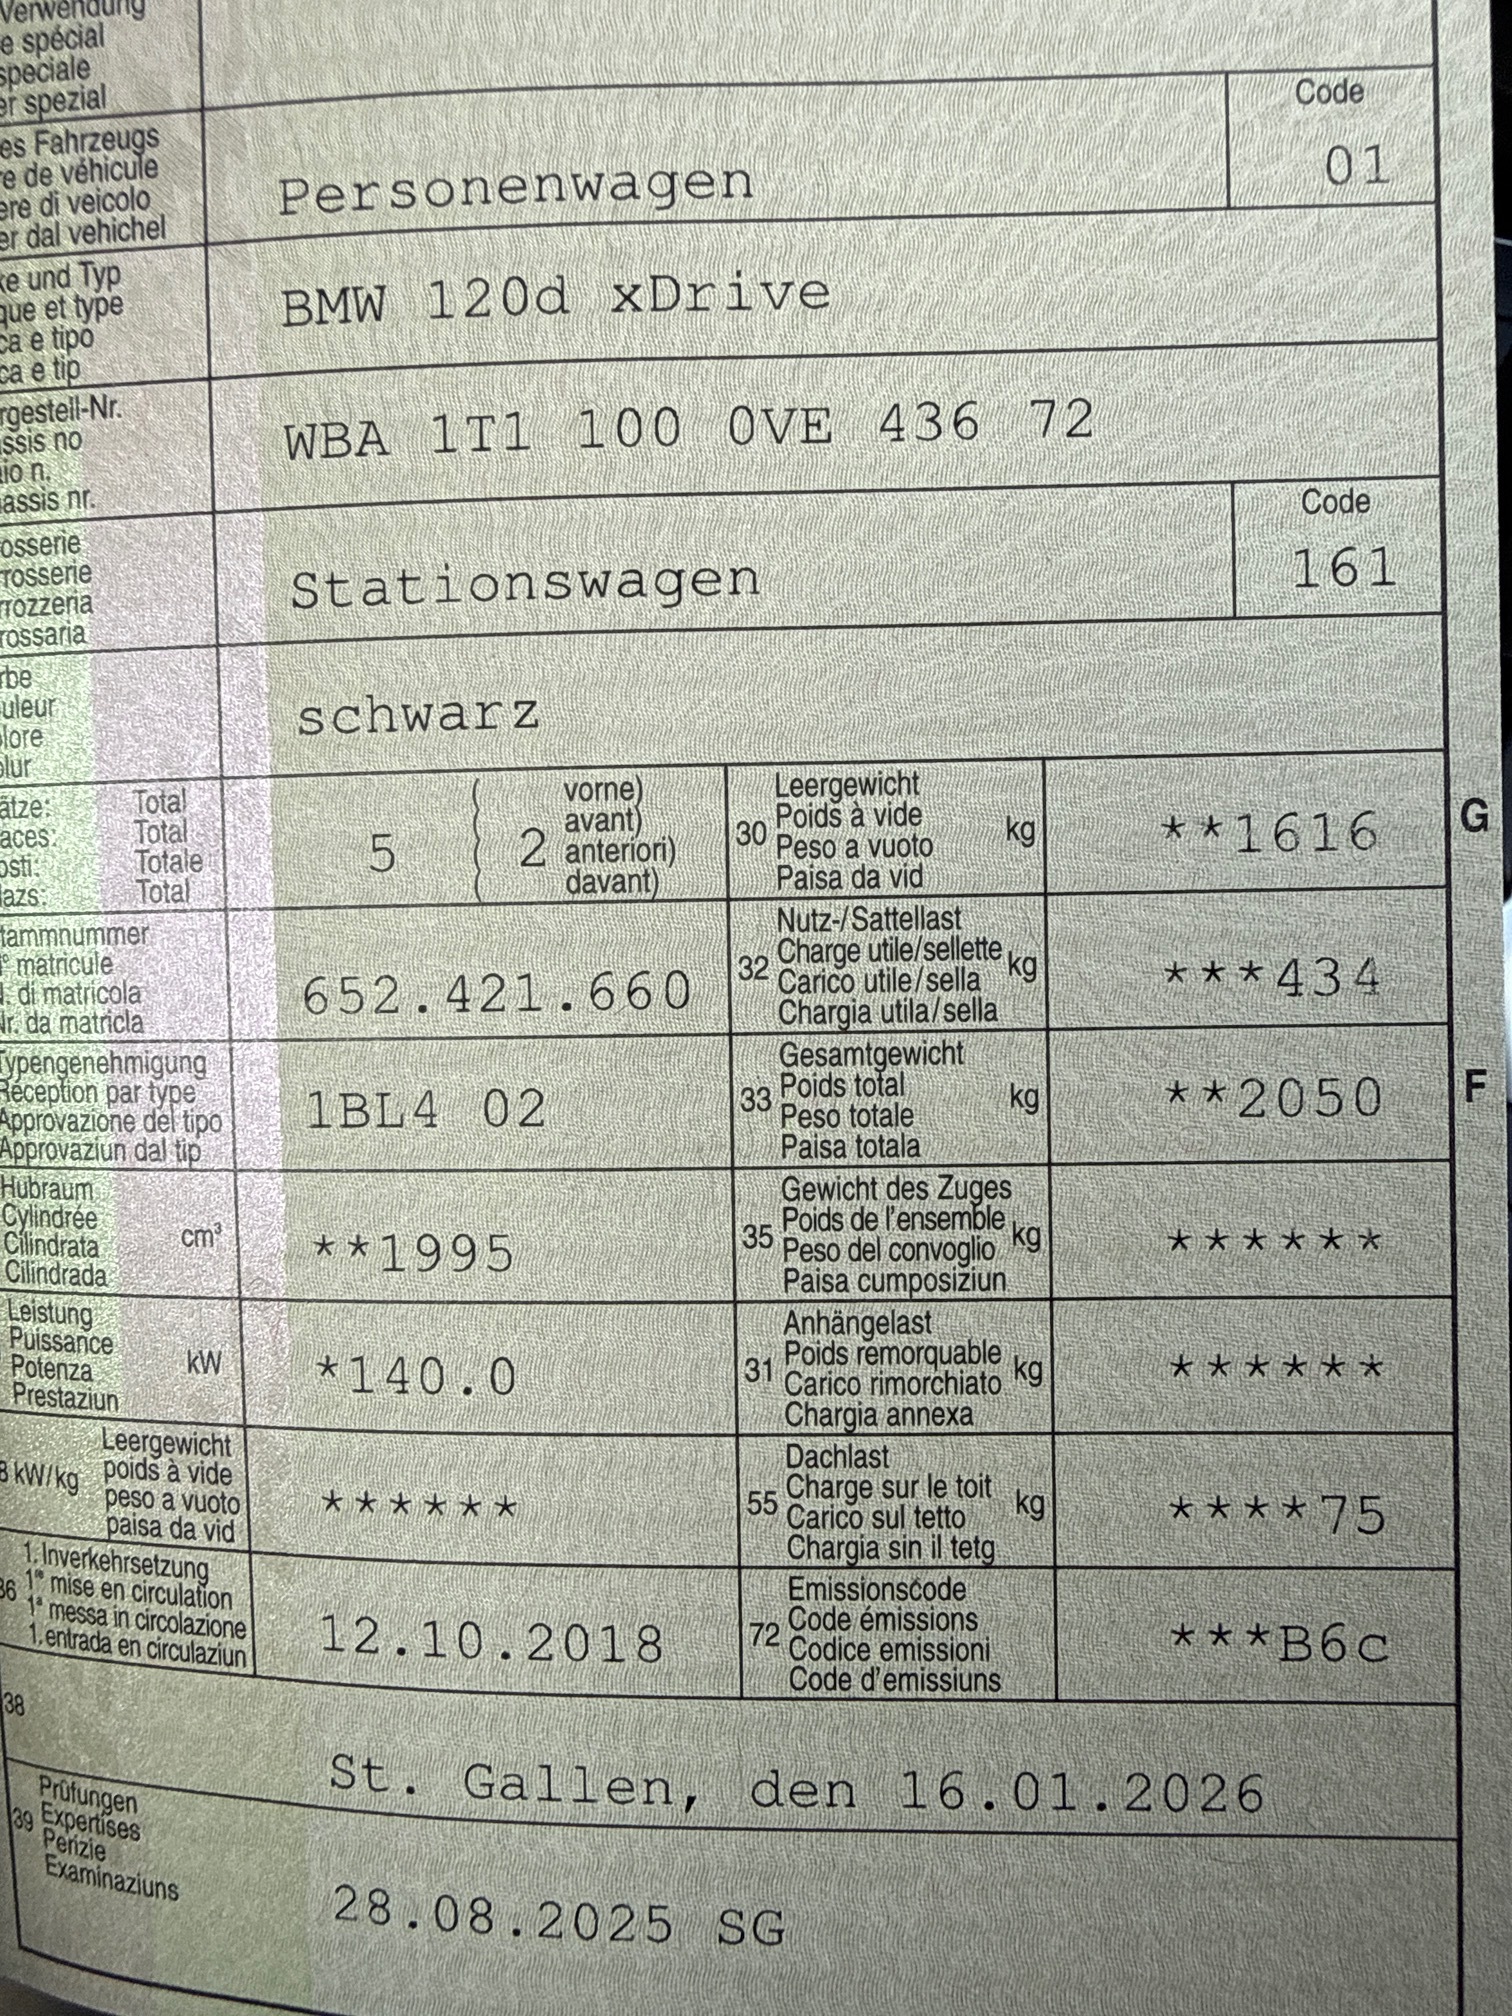 Verwendung
e spécial
speciale
er spezial
Code
es Fahrzeugs
re de véhicule
ere di veicolo
er dal vehichel
Personenwagen
01
ke und Typ
que et type
ca e tipo
ca e tip
BMW 120d xDrive
rgestell-Nr.
assis no
aio n.
assis nr.
WBA 1T1 100 0VE 436 72
Code
osserie
rrosserie
rrozzeria
rossaria
Stationswagen
161
rbe
uleur
olore
olur
schwarz
ätze: Total
aces: Total
osti: Totale
lazs: Total
5 { 2 vorne)
avant)
anteriori)
davant)
30 Leergewicht
Poids à vide
Peso a vuoto
Paisa da vid
kg
**1616
G
tammnummer
° matricule
. di matricola
r. da matricla
652.421.660
32 Nutz-/Sattellast
Charge utile/sellette
Carico utile/sella
Chargia utila/sella
kg
***434
Typengenehmigung
Réception par type
Approvazione del tipo
Approvaziun dal tip
1BL4 02
33 Gesamtgewicht
Poids total
Peso totale
Paisa totala
kg
**2050
F
Hubraum
Cylindrée
Cilindrata
Cilindrada
cm³
**1995
35 Gewicht des Zuges
Poids de l'ensemble
Peso del convoglio
Paisa cumposiziun
kg
******
Leistung
Puissance
Potenza
Prestaziun
kW
*140.0
31 Anhängelast
Poids remorquable
Carico rimorchiato
Chargia annexa
kg
******
kW/kg
Leergewicht
poids à vide
peso a vuoto
paisa da vid
******
55 Dachlast
Charge sur le toit
Carico sul tetto
Chargia sin il tetg
kg
****75
36 1. Inverkehrsetzung
1re mise en circulation
1a messa in circolazione
1. entrada en circulaziun
12.10.2018
72 Emissionscode
Code émissions
Codice emissioni
Code d'emissiuns
***B6c
38
St. Gallen, den 16.01.2026
39 Prüfungen
Expertises
Perizie
Examinaziuns
28.08.2025 SG